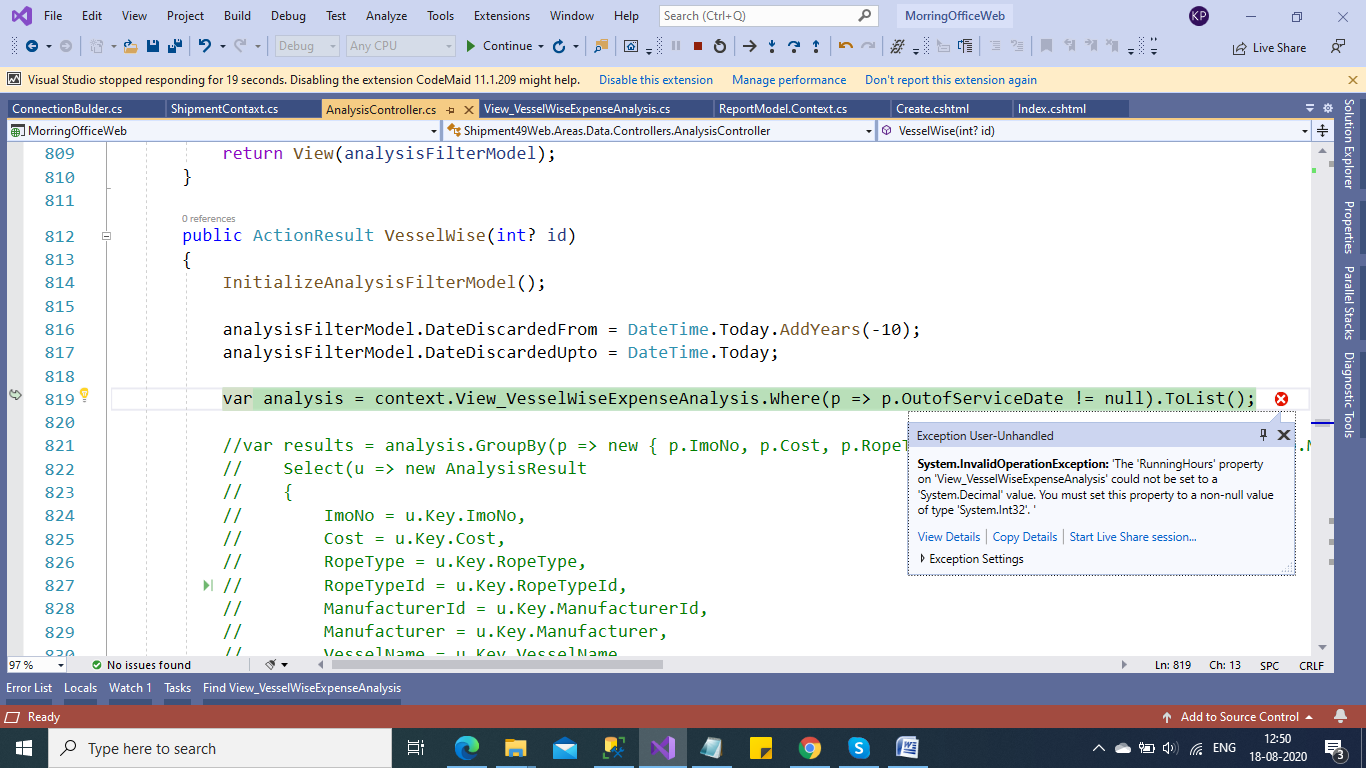 File Edit View Project Build Debug Test Analyze Tools Extensions Window Help Search (Ctrl+Q) MorringOfficeWeb KP
Debug Any CPU Continue Live Share
Visual Studio stopped responding for 19 seconds. Disabling the extension CodeMaid 11.1.209 might help. Disable this extension Manage performance Don't report this extension again
ConnectionBulder.cs ShipmentContaxt.cs AnalysisController.cs View_VesselWiseExpenseAnalysis.cs ReportModel.Context.cs Create.cshtml Index.cshtml
MorringOfficeWeb Shipment49Web.Areas.Data.Controllers.AnalysisController VesselWise(int? id)
809 return View(analysisFilterModel);
810 }
811
0 references
812 public ActionResult VesselWise(int? id)
813 {
814 InitializeAnalysisFilterModel();
815
816 analysisFilterModel.DateDiscardedFrom = DateTime.Today.AddYears(-10);
817 analysisFilterModel.DateDiscardedUpto = DateTime.Today;
818
819 var analysis = context.View_VesselWiseExpenseAnalysis.Where(p => p.OutofServiceDate != null).ToList();
820
821 //var results = analysis.GroupBy(p => new { p.ImoNo, p.Cost, p.RopeT
822 // Select(u => new AnalysisResult
823 // {
824 // ImoNo = u.Key.ImoNo,
825 // Cost = u.Key.Cost,
826 // RopeType = u.Key.RopeType,
827 // RopeTypeId = u.Key.RopeTypeId,
828 // ManufacturerId = u.Key.ManufacturerId,
829 // Manufacturer = u.Key.Manufacturer,
830 // VesselName = u.Key.VesselName
Exception User-Unhandled
System.InvalidOperationException: 'The 'RunningHours' property
on 'View_VesselWiseExpenseAnalysis' could not be set to a
'System.Decimal' value. You must set this property to a non-null value
of type 'System.Int32'. '
View Details Copy Details Start Live Share session...
Exception Settings
Solution Explorer
Properties
Parallel Stacks
Diagnostic Tools
97 % No issues found Ln: 819 Ch: 13 SPC CRLF
Error List Locals Watch 1 Tasks Find View_VesselWiseExpenseAnalysis
Ready Add to Source Control
Type here to search ENG 12:50
18-08-2020 3